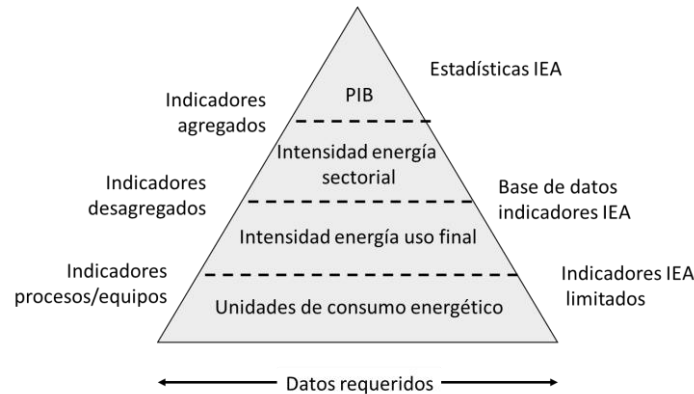 Estadísticas IEA
PIB
Indicadores
agregados
Intensidad energía
sectorial
Indicadores
desagregados
Base de datos
indicadores IEA
Intensidad energía uso final
Indicadores
procesos/equipos
Indicadores IEA
limitados
Unidades de consumo energético
Datos requeridos